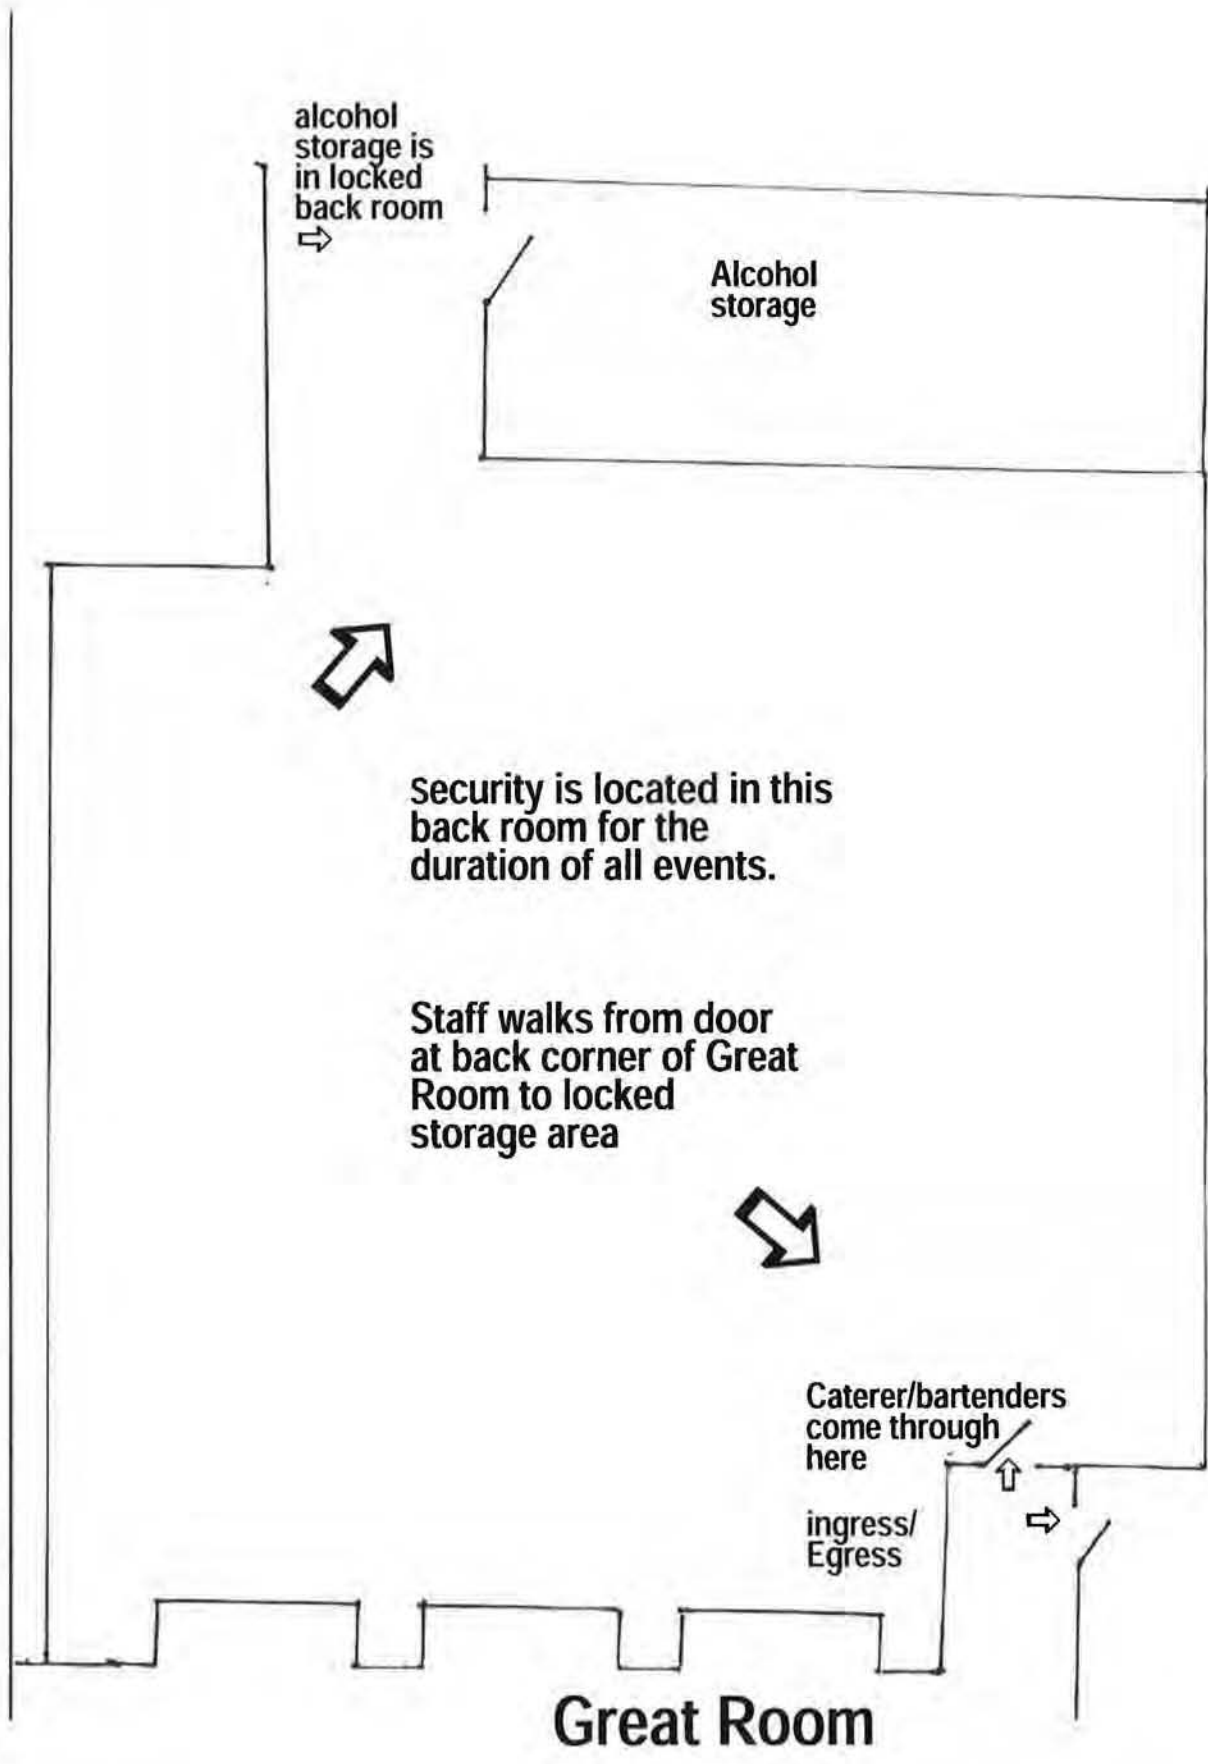 alcohol
storage is
in locked
back room
Alcohol
storage
security is located in this
back room for the
duration of all events.
Staff walks from door
at back corner of Great
Room to locked
storage area
Caterer/bartenders
come through
here
ingress/
Egress
Great Room